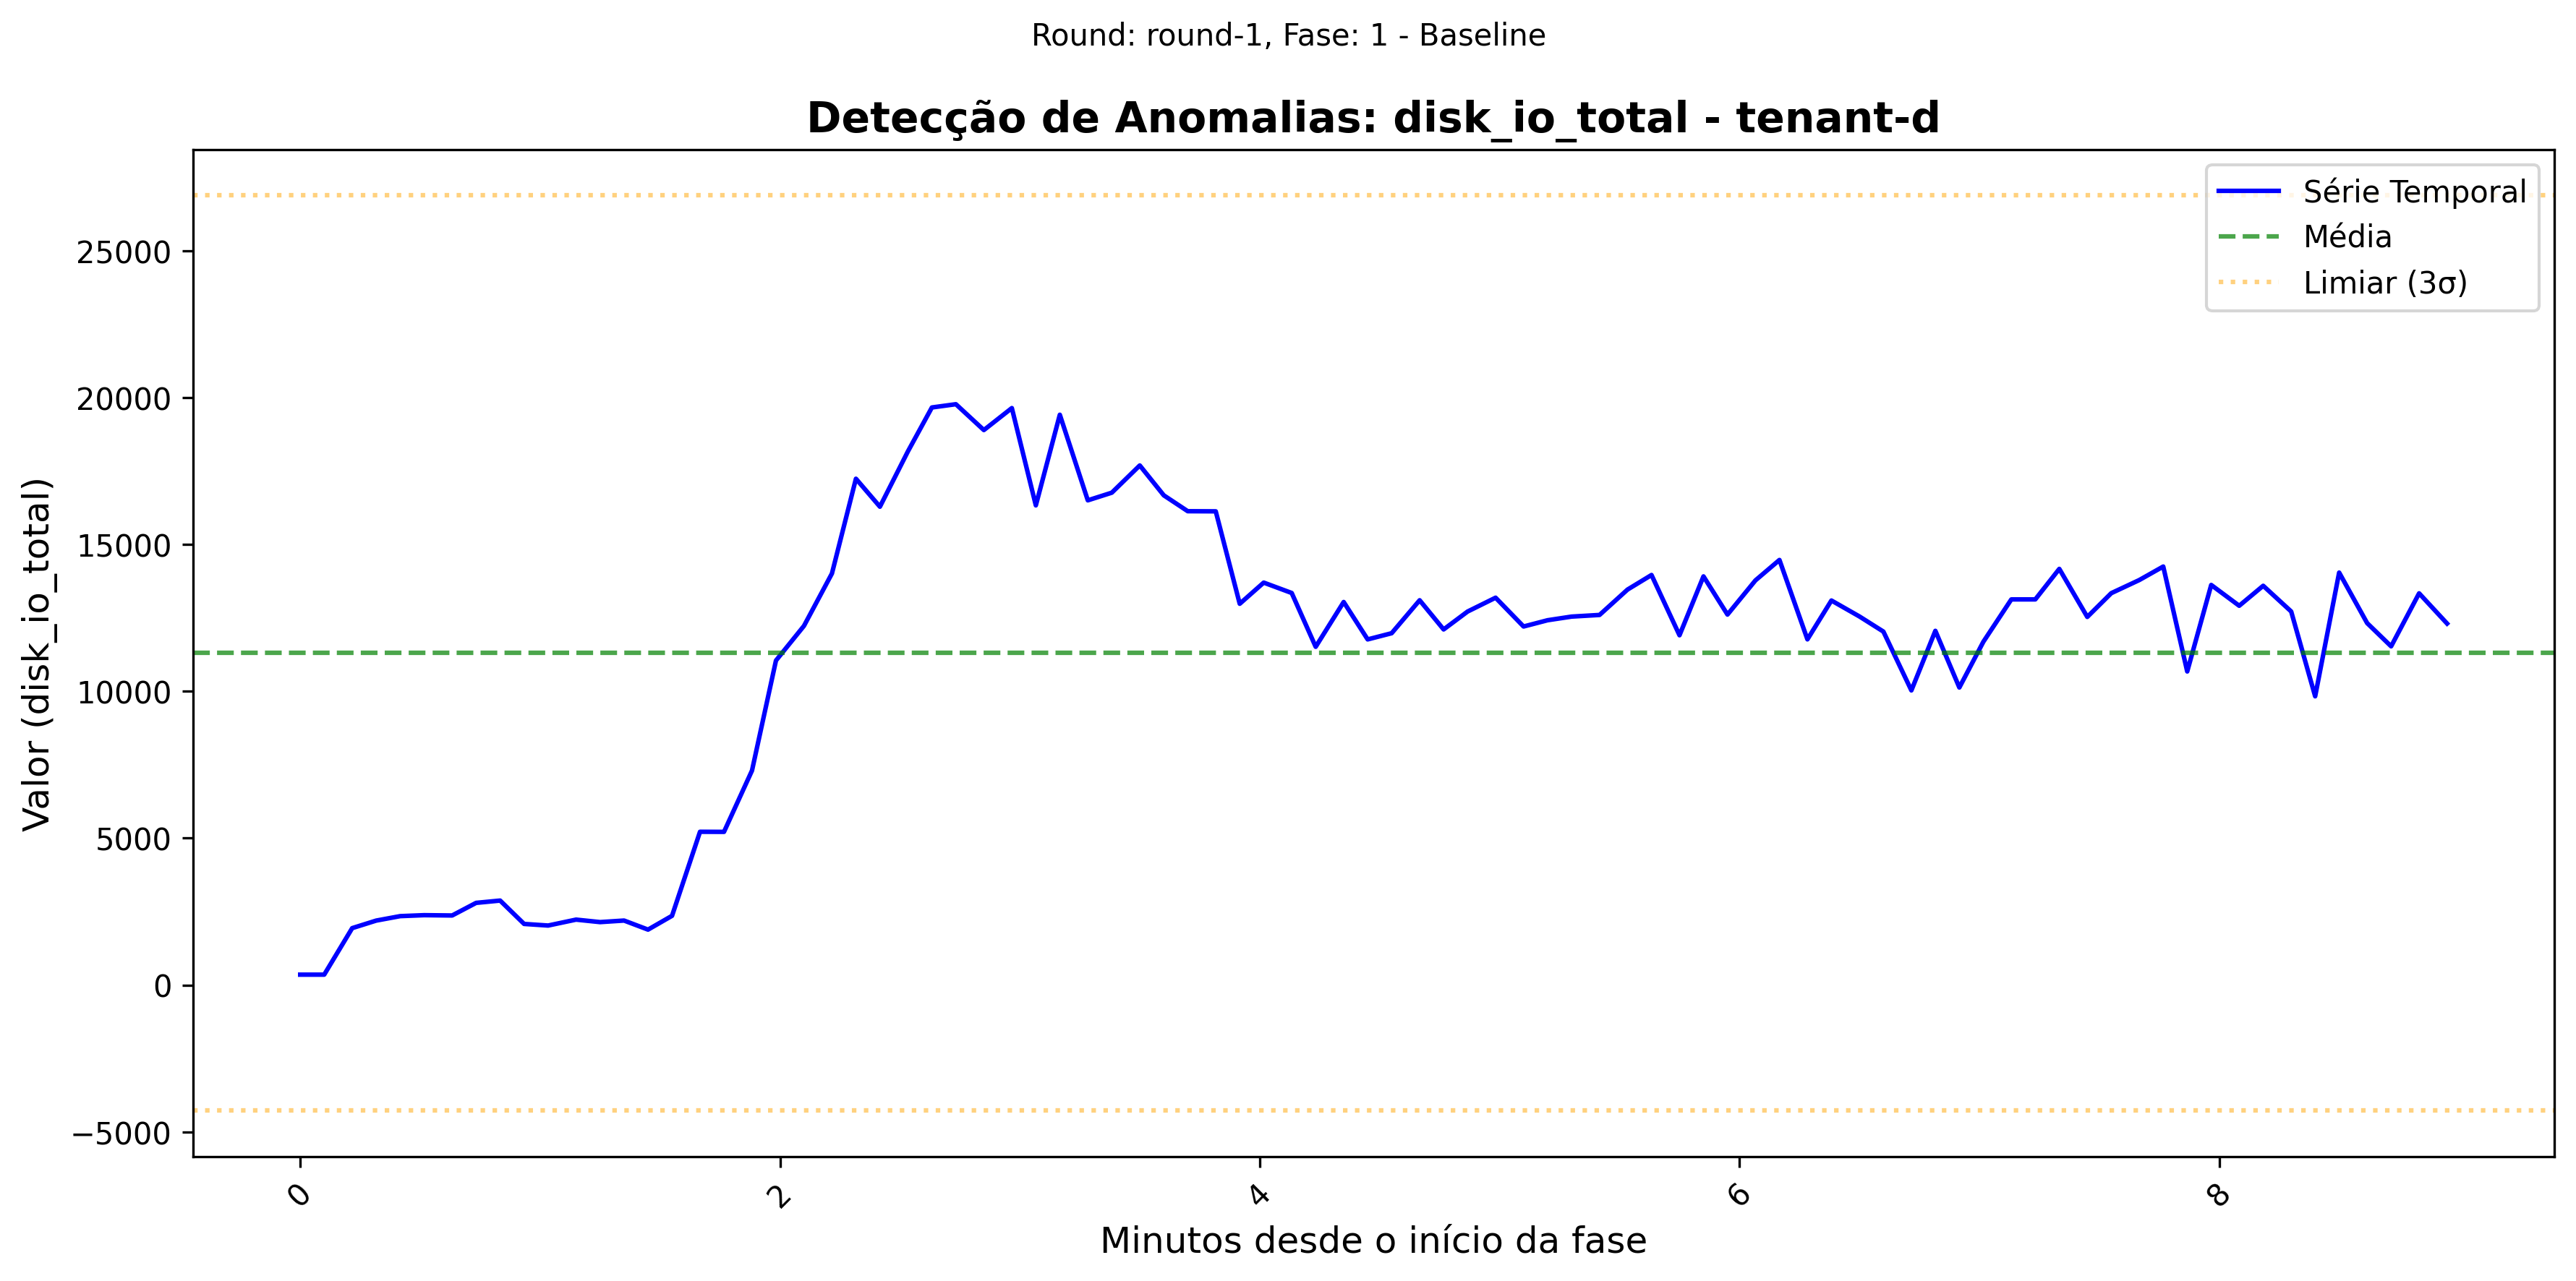 Round: round-1, Fase: 1 - Baseline
Detecção de Anomalias: disk_io_total - tenant-d
Série Temporal
Média
Limiar (3σ)
Valor (disk_io_total)
25000
20000
15000
10000
5000
0
−5000
0
2
4
6
8
Minutos desde o início da fase